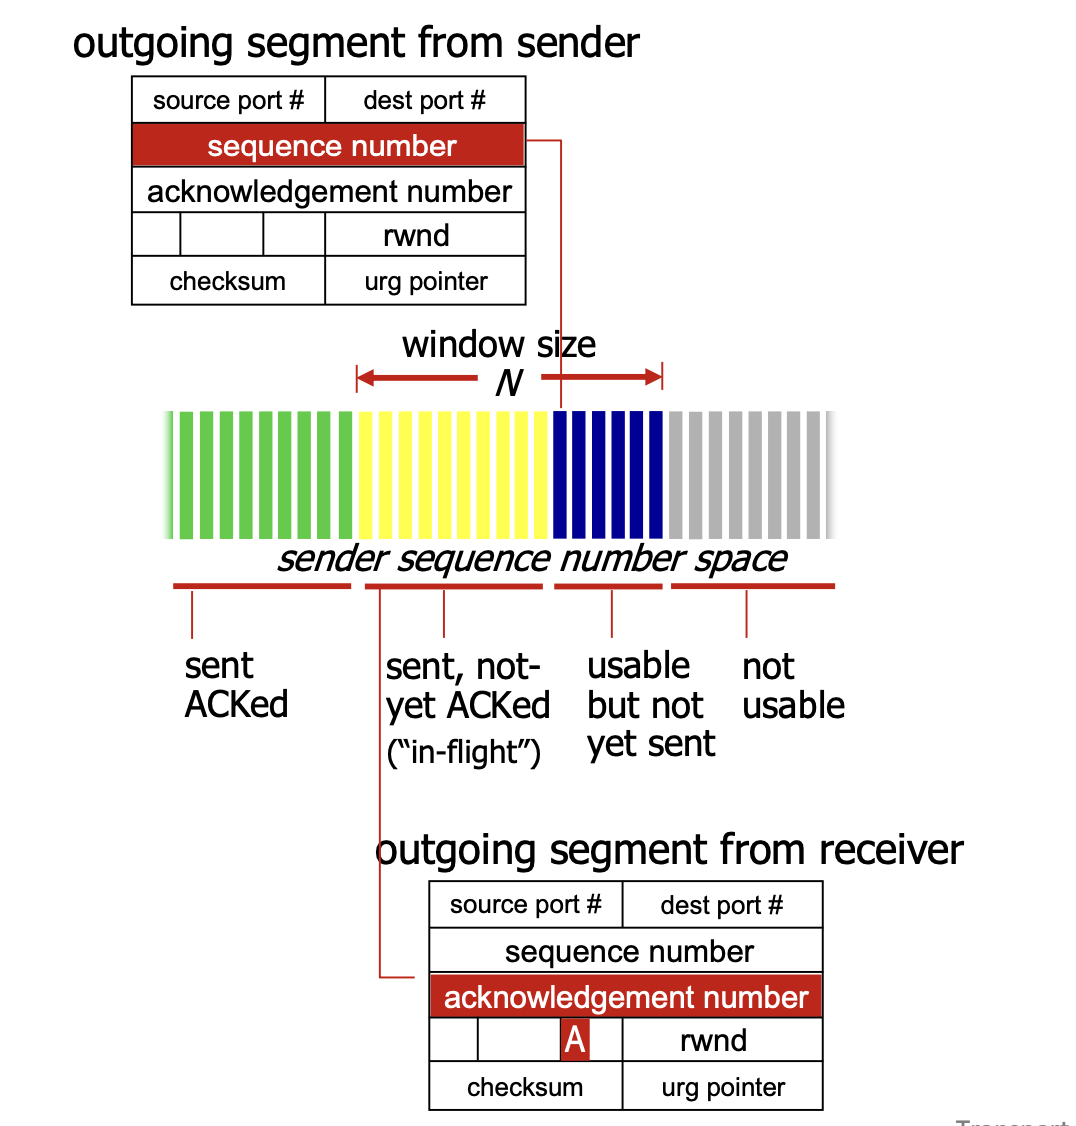 outgoing segment from sender
source port # dest port #
sequence number
acknowledgement number
rwnd
checksum urg pointer
window size
N
sender sequence number space
sent
ACKed
sent, not-
yet ACKed
(“in-flight”)
usable
but not
yet sent
not
usable
outgoing segment from receiver
source port # dest port #
sequence number
acknowledgement number
A rwnd
checksum urg pointer
Transport